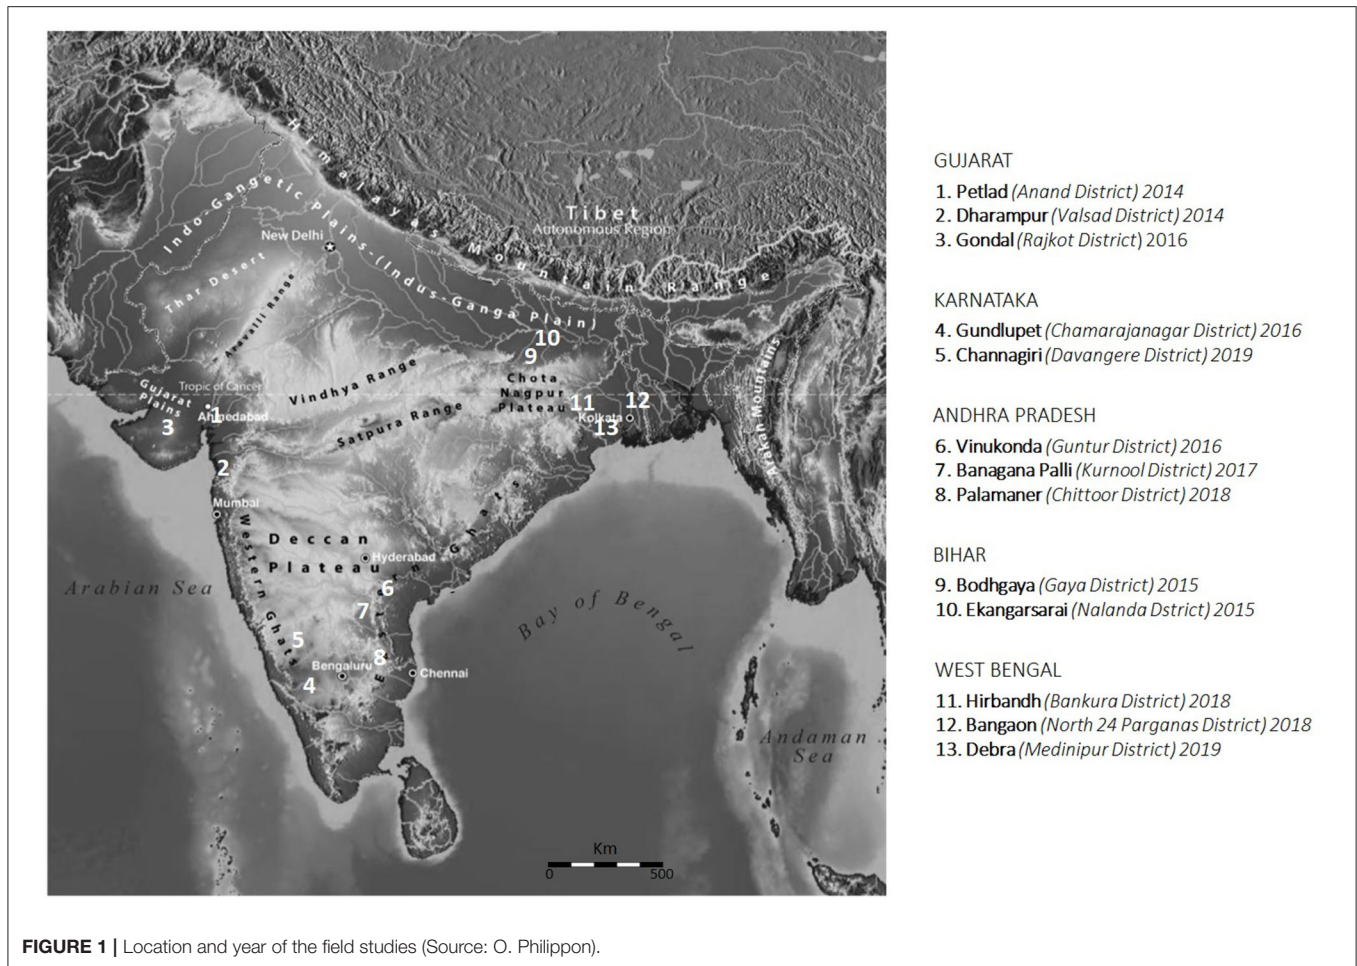 Himalayas Mountain Range
Tibet
Autonomous Region
Indo-Gangetic Plains-(Indus-Ganga Plain)
New Delhi
Thar Desert
Aravalli Range
10
9
Vindhya Range
Chota
Nagpur
Plateau
Tropic of Cancer
Gujarat
Plains
1
Ahmedabad
3
Satpura Range
11
12
Kolkata
13
Arakan Mountains
2
Mumbai
Western Ghats
Deccan
Plateau
Hyderabad
Eastern Ghats
Arabian Sea
6
7
Bay of Bengal
5
8
Bengaluru
4
Chennai
Andaman
Sea
Km
0
500
GUJARAT
1. Petlad (Anand District) 2014
2. Dharampur (Valsad District) 2014
3. Gondal (Rajkot District) 2016
KARNATAKA
4. Gundlupet (Chamarajanagar District) 2016
5. Channagiri (Davangere District) 2019
ANDHRA PRADESH
6. Vinukonda (Guntur District) 2016
7. Banagana Palli (Kurnool District) 2017
8. Palamaner (Chittoor District) 2018
BIHAR
9. Bodhgaya (Gaya District) 2015
10. Ekangarsarai (Nalanda Dstrict) 2015
WEST BENGAL
11. Hirbandh (Bankura District) 2018
12. Bangaon (North 24 Parganas District) 2018
13. Debra (Medinipur District) 2019
FIGURE 1 | Location and year of the field studies (Source: O. Philippon).